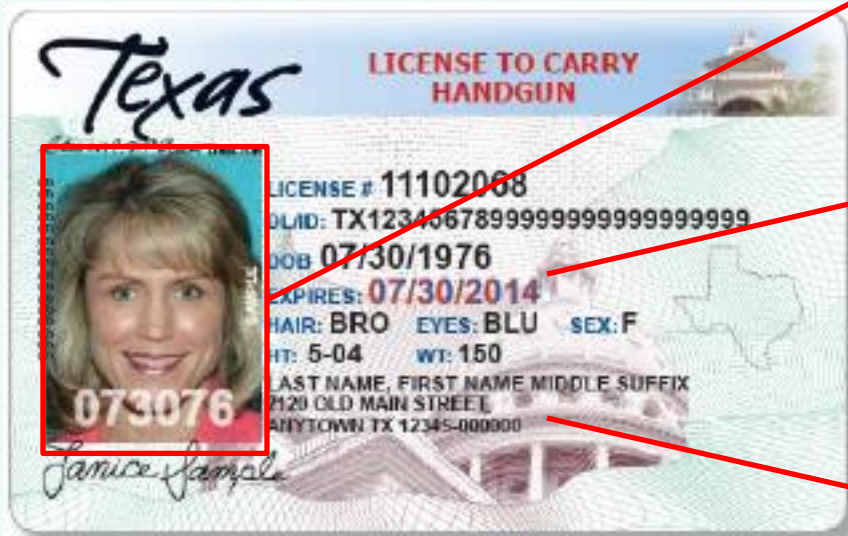 Texas
LICENSE TO CARRY
HANDGUN
LICENSE # 11102068
DL/ID: TX12345678999999999999999999
DOB 07/30/1976
EXPIRES: 07/30/2014
HAIR: BRO EYES: BLU SEX: F
HT: 5-04 WT: 150
LAST NAME, FIRST NAME MIDDLE SUFFIX
2120 OLD MAIN STREET
ANYTOWN TX 12345-000000
073076
Janice Sample